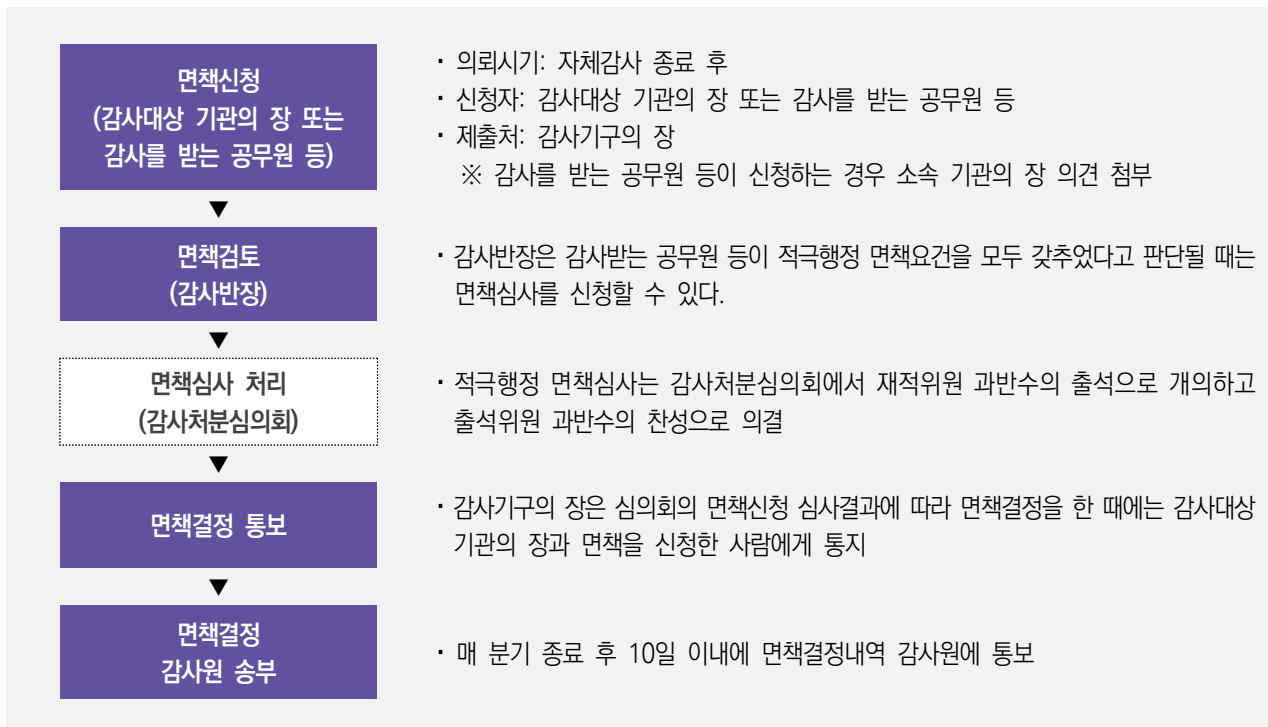 면책신청
(감사대상 기관의 장 또는
감사를 받는 공무원 등)
· 의뢰시기: 자체감사 종료 후
· 신청자: 감사대상 기관의 장 또는 감사를 받는 공무원 등
· 제출처: 감사기구의 장
※ 감사를 받는 공무원 등이 신청하는 경우 소속 기관의 장 의견 첨부
▼
면책검토
(감사반장)
· 감사반장은 감사받는 공무원 등이 적극행정 면책요건을 모두 갖추었다고 판단될 때는
면책심사를 신청할 수 있다.
▼
면책심사 처리
(감사처분심의회)
· 적극행정 면책심사는 감사처분심의회에서 재적위원 과반수의 출석으로 개의하고
출석위원 과반수의 찬성으로 의결
▼
면책결정 통보
· 감사기구의 장은 심의회의 면책신청 심사결과에 따라 면책결정을 한 때에는 감사대상
기관의 장과 면책을 신청한 사람에게 통지
▼
면책결정
감사원 송부
· 매 분기 종료 후 10일 이내에 면책결정내역 감사원에 통보